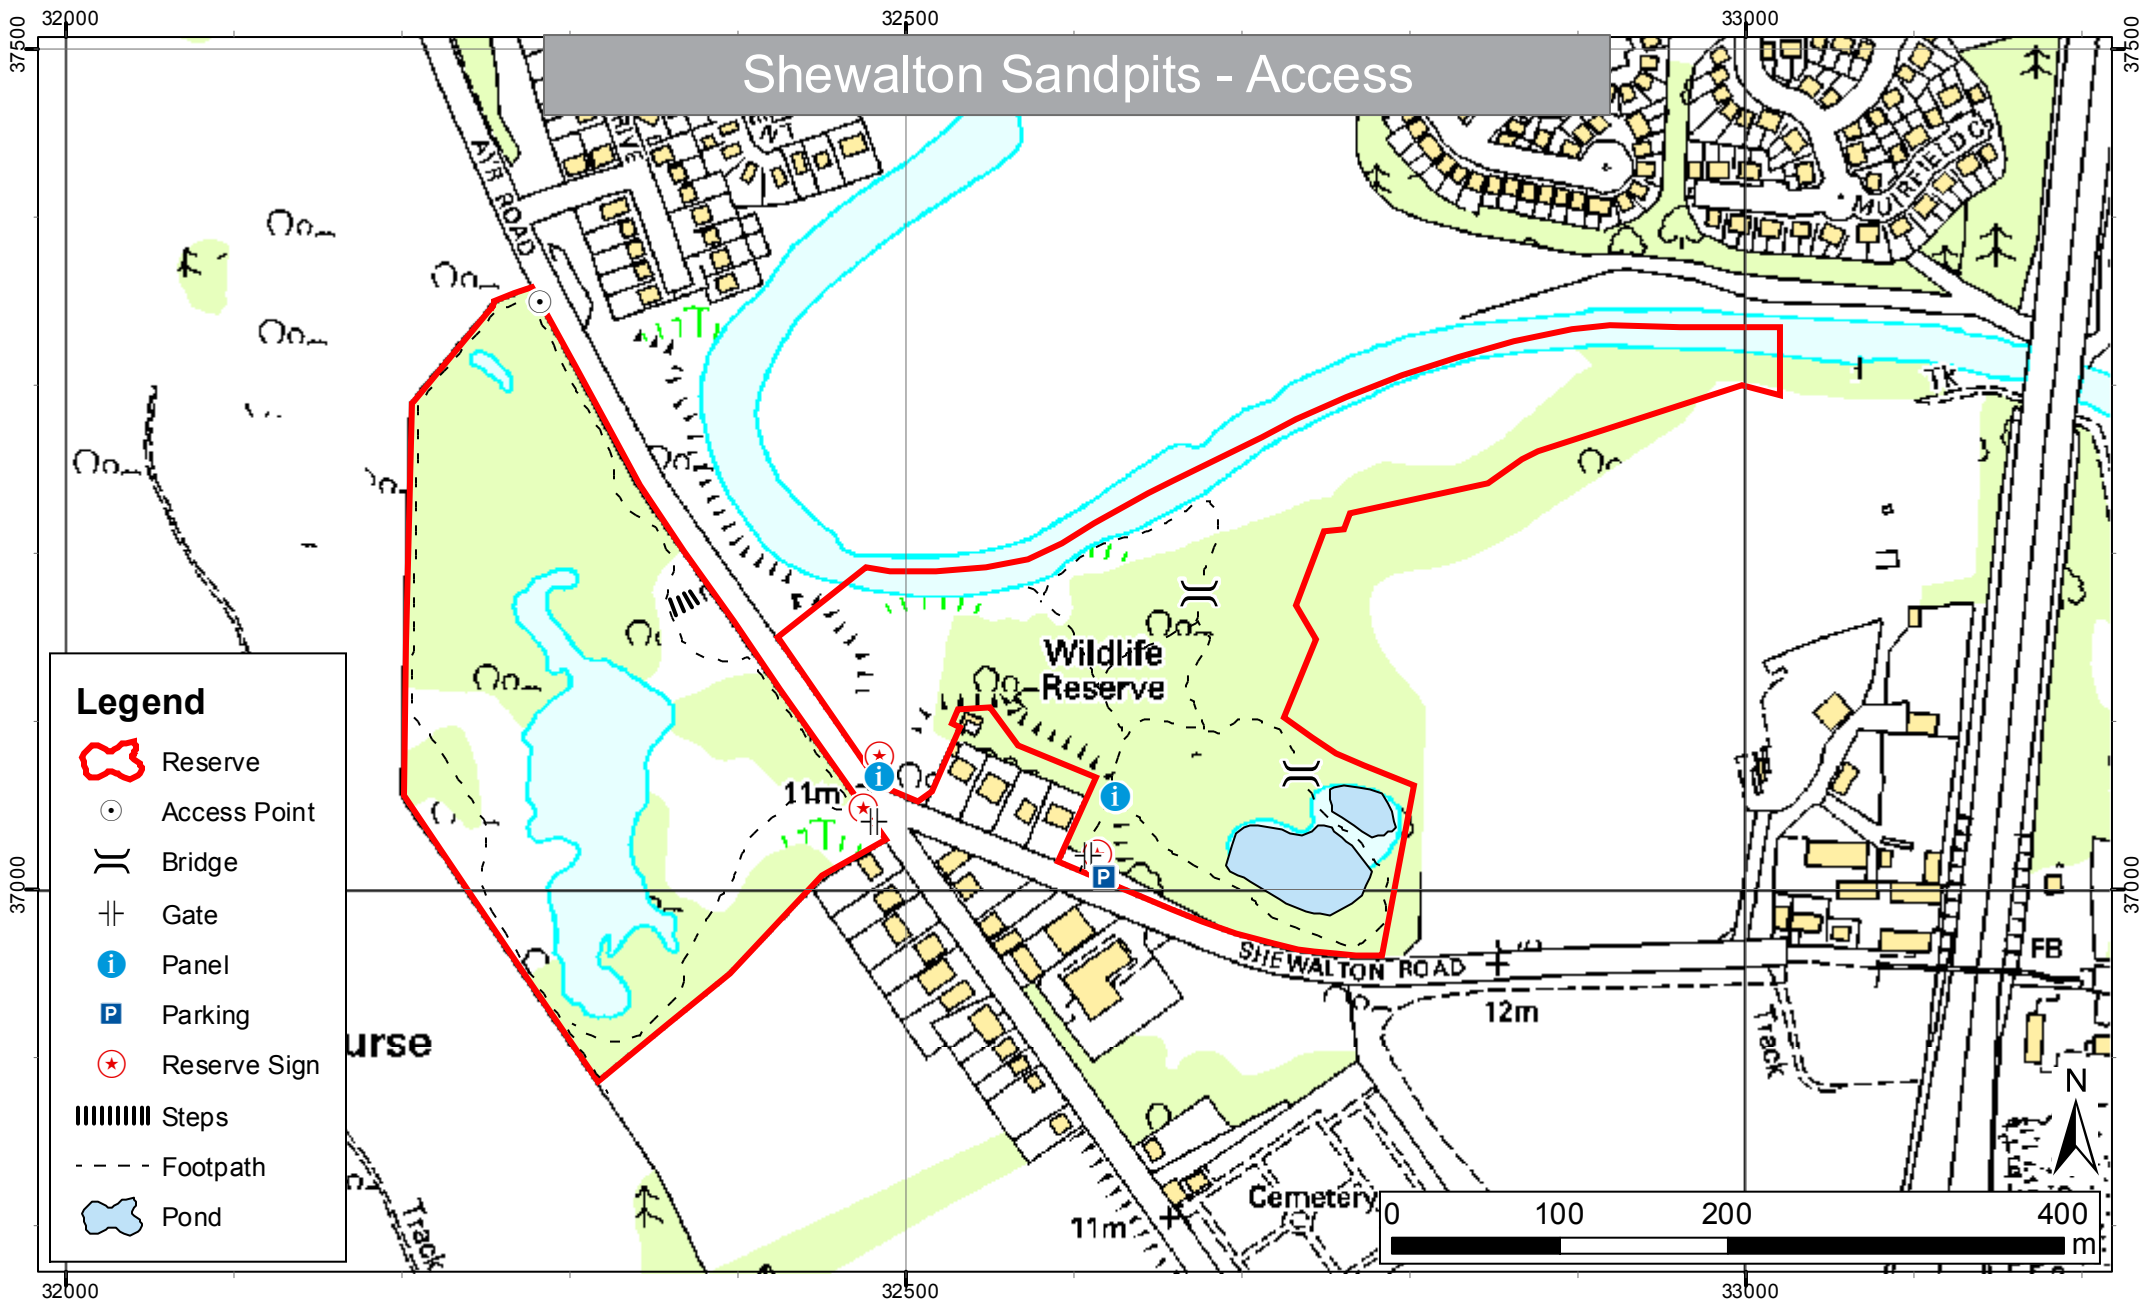 32000
32500
33000
37500
37500
Shewalton Sandpits - Access
AYR ROAD
MUIRFIELD C
TK
Wildlife
Reserve
11m
37000
37000
Legend
Reserve
Access Point
Bridge
Gate
i Panel
P Parking
Reserve Sign
Steps
Footpath
Pond
i
i
P
SHEWALTON ROAD
12m
FB
Track
urse
Track
Cemetery
11m
N
0 100 200 400
m
32000
32500
33000